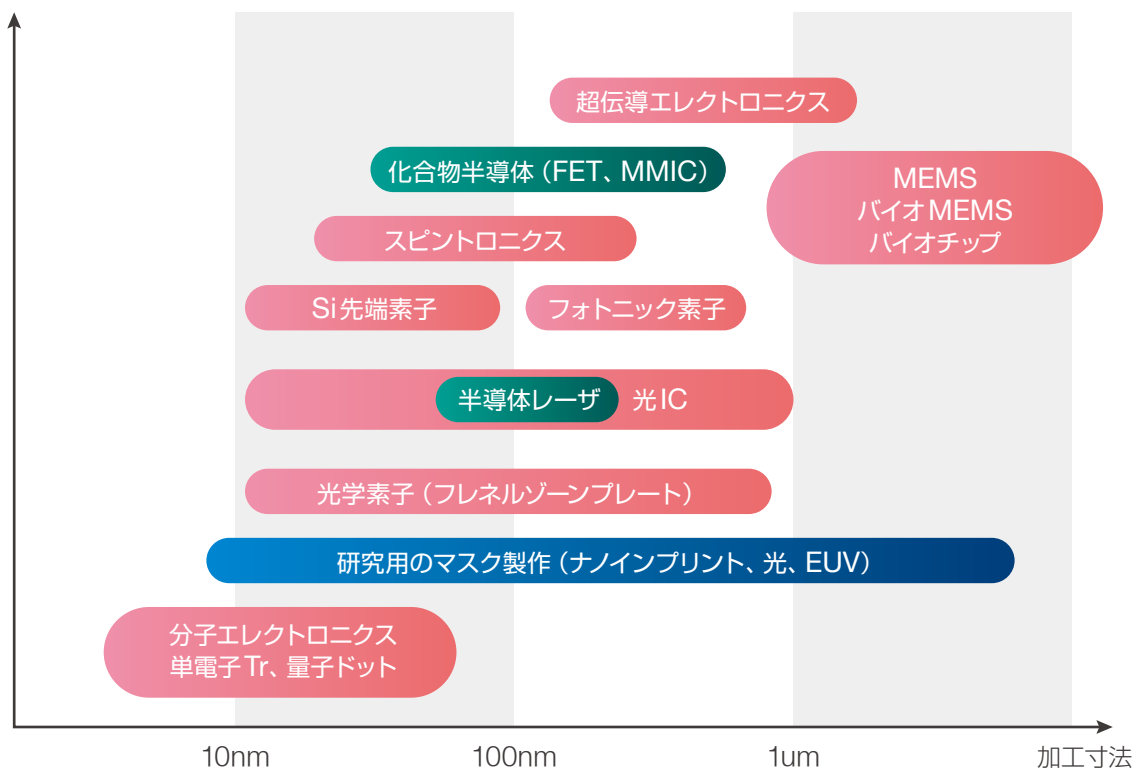 超伝導エレクトロニクス
化合物半導体（FET、MMIC）
MEMS
バイオMEMS
バイオチップ
スピントロニクス
Si先端素子
フォトニック素子
半導体レーザ
光IC
光学素子（フレネルゾーンプレート）
研究用のマスク製作（ナノインプリント、光、EUV）
分子エレクトロニクス
単電子Tr、量子ドット
10nm
100nm
1um
加工寸法